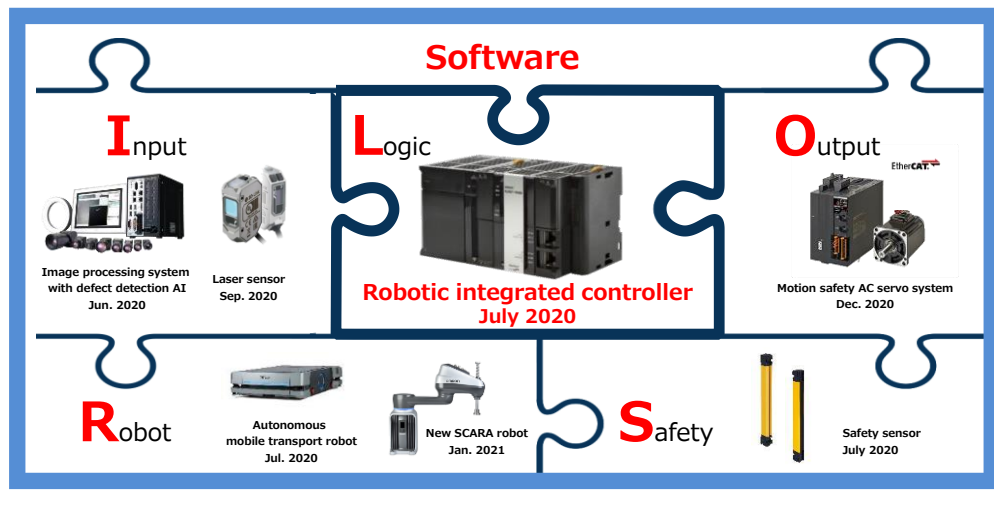 Software
Input
Logic
Output
EtherCAT
Image processing system
with defect detection AI
Jun. 2020
Laser sensor
Sep. 2020
Robotic integrated controller
July 2020
Motion safety AC servo system
Dec. 2020
Robot
Autonomous
mobile transport robot
Jul. 2020
New SCARA robot
Jan. 2021
Safety
Safety sensor
July 2020